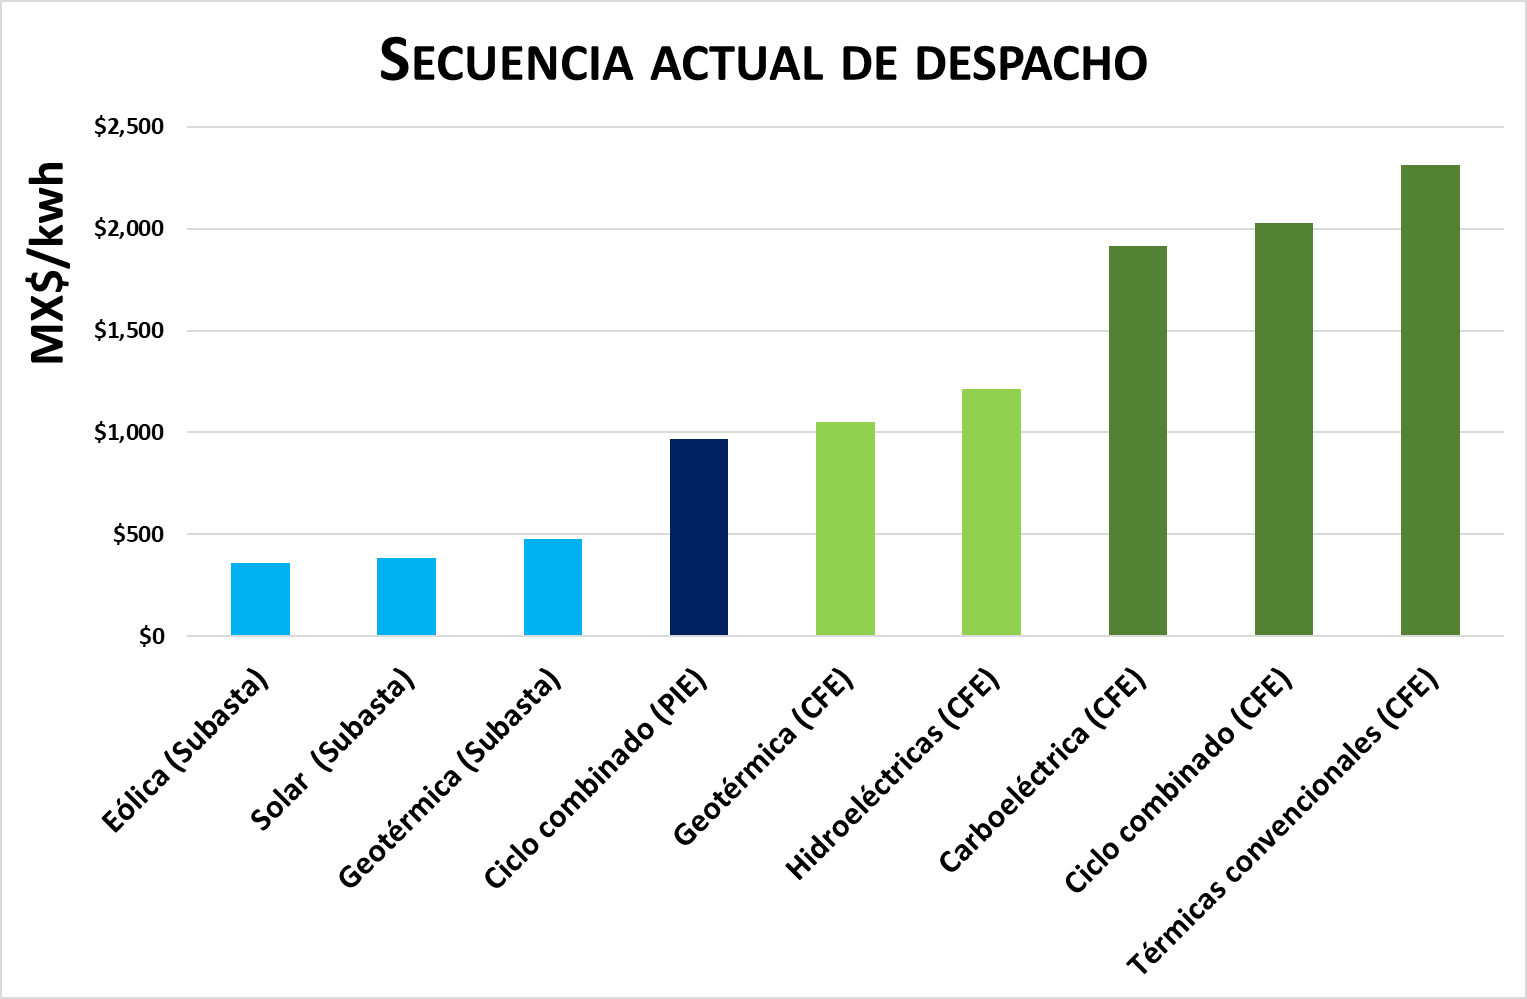 SECUENCIA ACTUAL DE DESPACHO
MX$/kwh
$2,500
$2,000
$1,500
$1,000
$500
$0
Eólica (Subasta)
Solar (Subasta)
Geotérmica (Subasta)
Ciclo combinado (PIE)
Geotérmica (CFE)
Hidroeléctricas (CFE)
Carboeléctrica (CFE)
Ciclo combinado (CFE)
Térmicas convencionales (CFE)